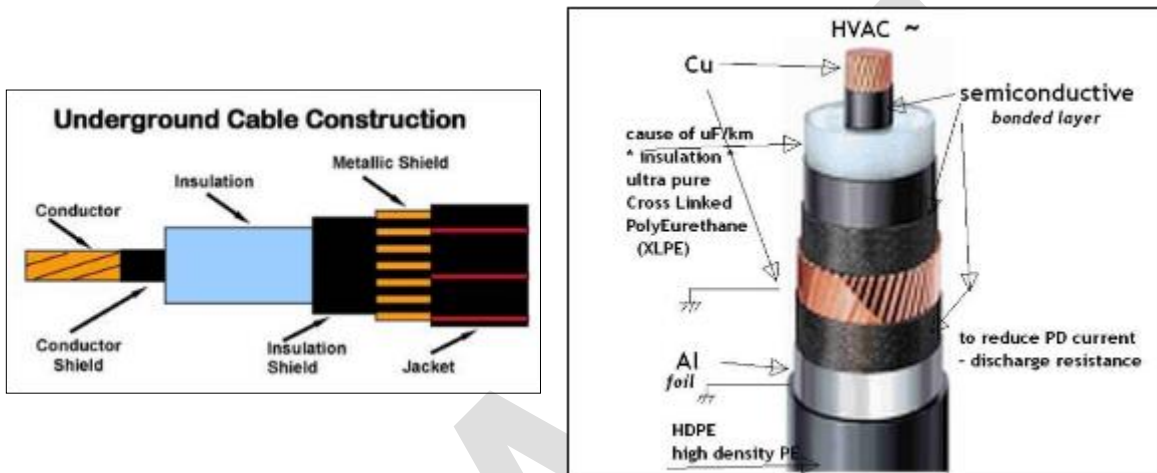 Underground Cable Construction
Metallic Shield
Insulation
Conductor
Conductor
Shield
Insulation
Shield
Jacket
HVAC ~
Cu
semiconductive
bonded layer
cause of uF/km
* insulation *
ultra pure
Cross Linked
PolyEurethane
(XLPE)
to reduce PD current
- discharge resistance
Al
foil
HDPE
high density PE